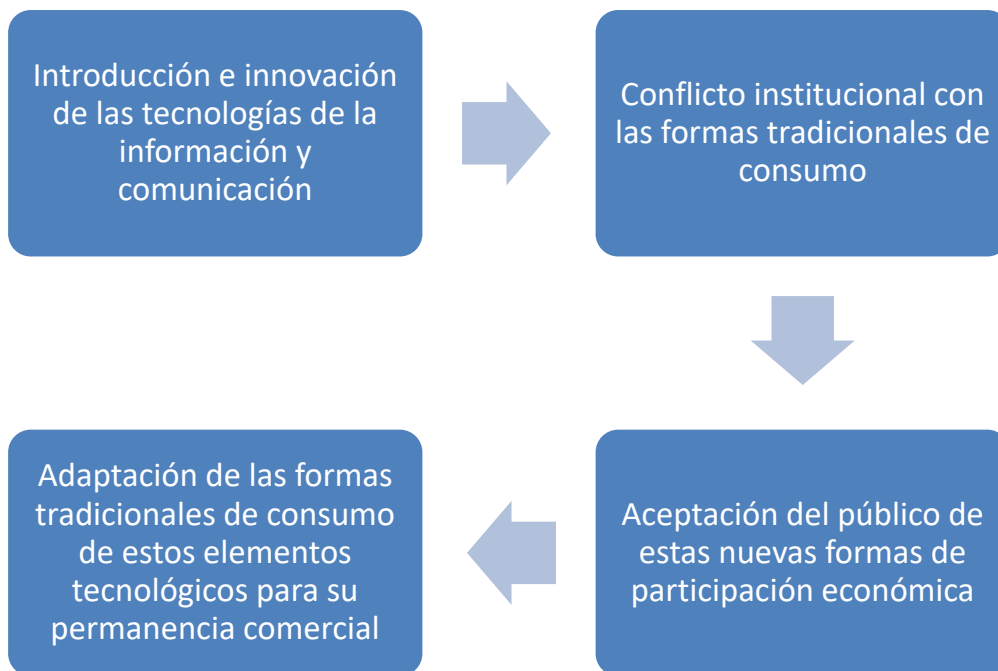 Introducción e innovación
de las tecnologías de la
información y
comunicación
Conflicto institucional con
las formas tradicionales de
consumo
Aceptación del público de
estas nuevas formas de
participación económica
Adaptación de las formas
tradicionales de consumo
de estos elementos
tecnológicos para su
permanencia comercial